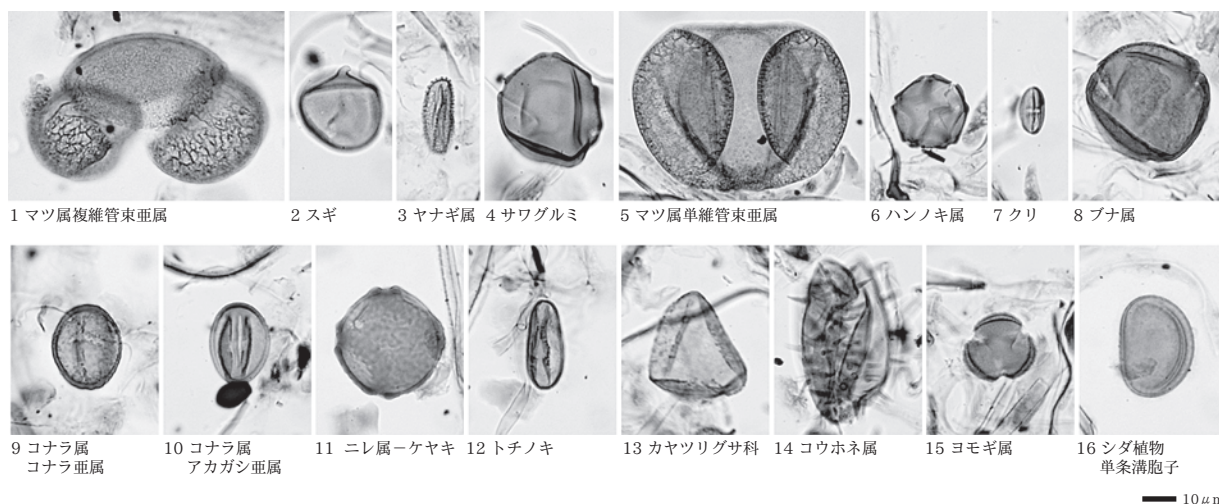 1 マツ属複維管束亜属
2 スギ
3 ヤナギ属
4 サワグルミ
5 マツ属単維管束亜属
6 ハンノキ属
7 クリ
8 ブナ属
9 コナラ属
コナラ亜属
10 コナラ属
アカガシ亜属
11 ニレ属－ケヤキ
12 トチノキ
13 カヤツリグサ科
14 コウホネ属
15 ヨモギ属
16 シダ植物
単条溝胞子
10μm